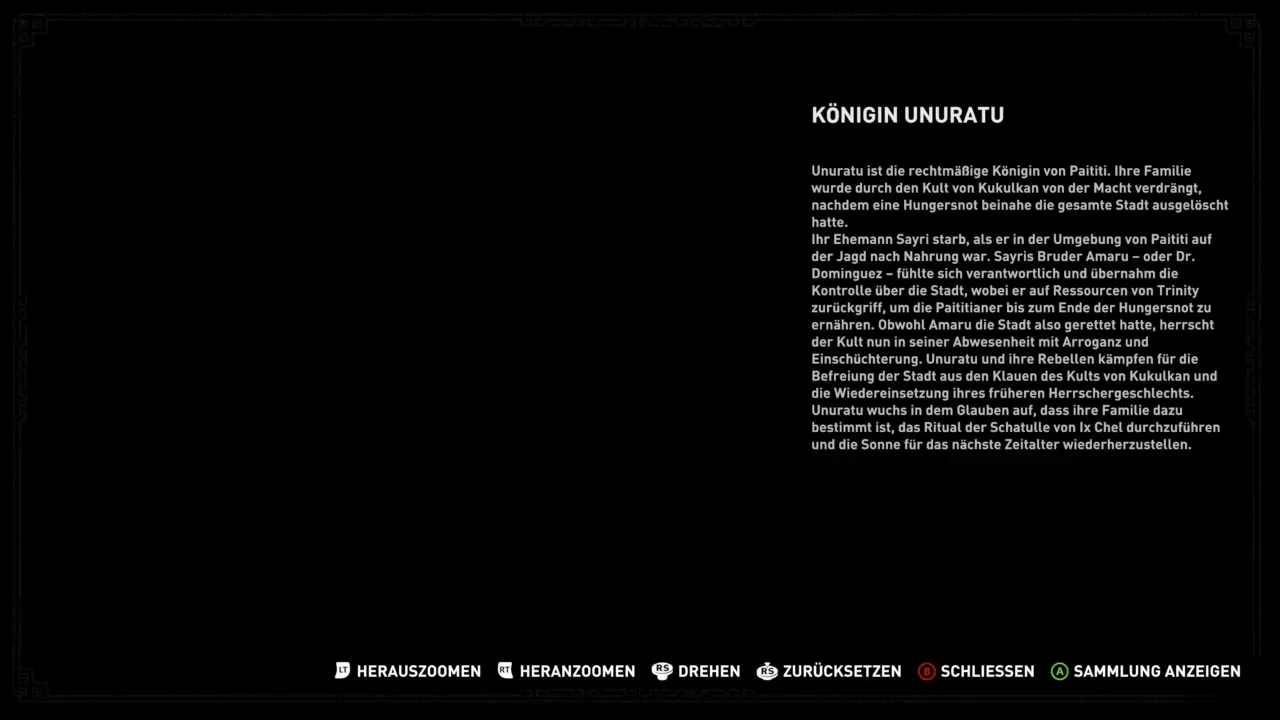 KÖNIGIN UNURATU
Unuratu ist die rechtmäßige Königin von Paititi. Ihre Familie
wurde durch den Kult von Kukulkan von der Macht verdrängt,
nachdem eine Hungersnot beinahe die gesamte Stadt ausgelöscht
hatte.
Ihr Ehemann Sayri starb, als er in der Umgebung von Paititi auf
der Jagd nach Nahrung war. Sayris Bruder Amaru – oder Dr.
Dominguez – fühlte sich verantwortlich und übernahm die
Kontrolle über die Stadt, wobei er auf Ressourcen von Trinity
zurückgriff, um die Paititianer bis zum Ende der Hungersnot zu
ernähren. Obwohl Amaru die Stadt also gerettet hatte, herrscht
der Kult nun in seiner Abwesenheit mit Arroganz und
Einschüchterung. Unuratu und ihre Rebellen kämpfen für die
Befreiung der Stadt aus den Klauen des Kults von Kukulkan und
die Wiedereinsetzung ihres früheren Herrschergeschlechts.
Unuratu wuchs in dem Glauben auf, dass ihre Familie dazu
bestimmt ist, das Ritual der Schatulle von Ix Chel durchzuführen
und die Sonne für das nächste Zeitalter wiederherzustellen.
LT HERAUSZOOMEN RT HERANZOOMEN RS DREHEN RS ZURÜCKSETZEN B SCHLIESSEN A SAMMLUNG ANZEIGEN